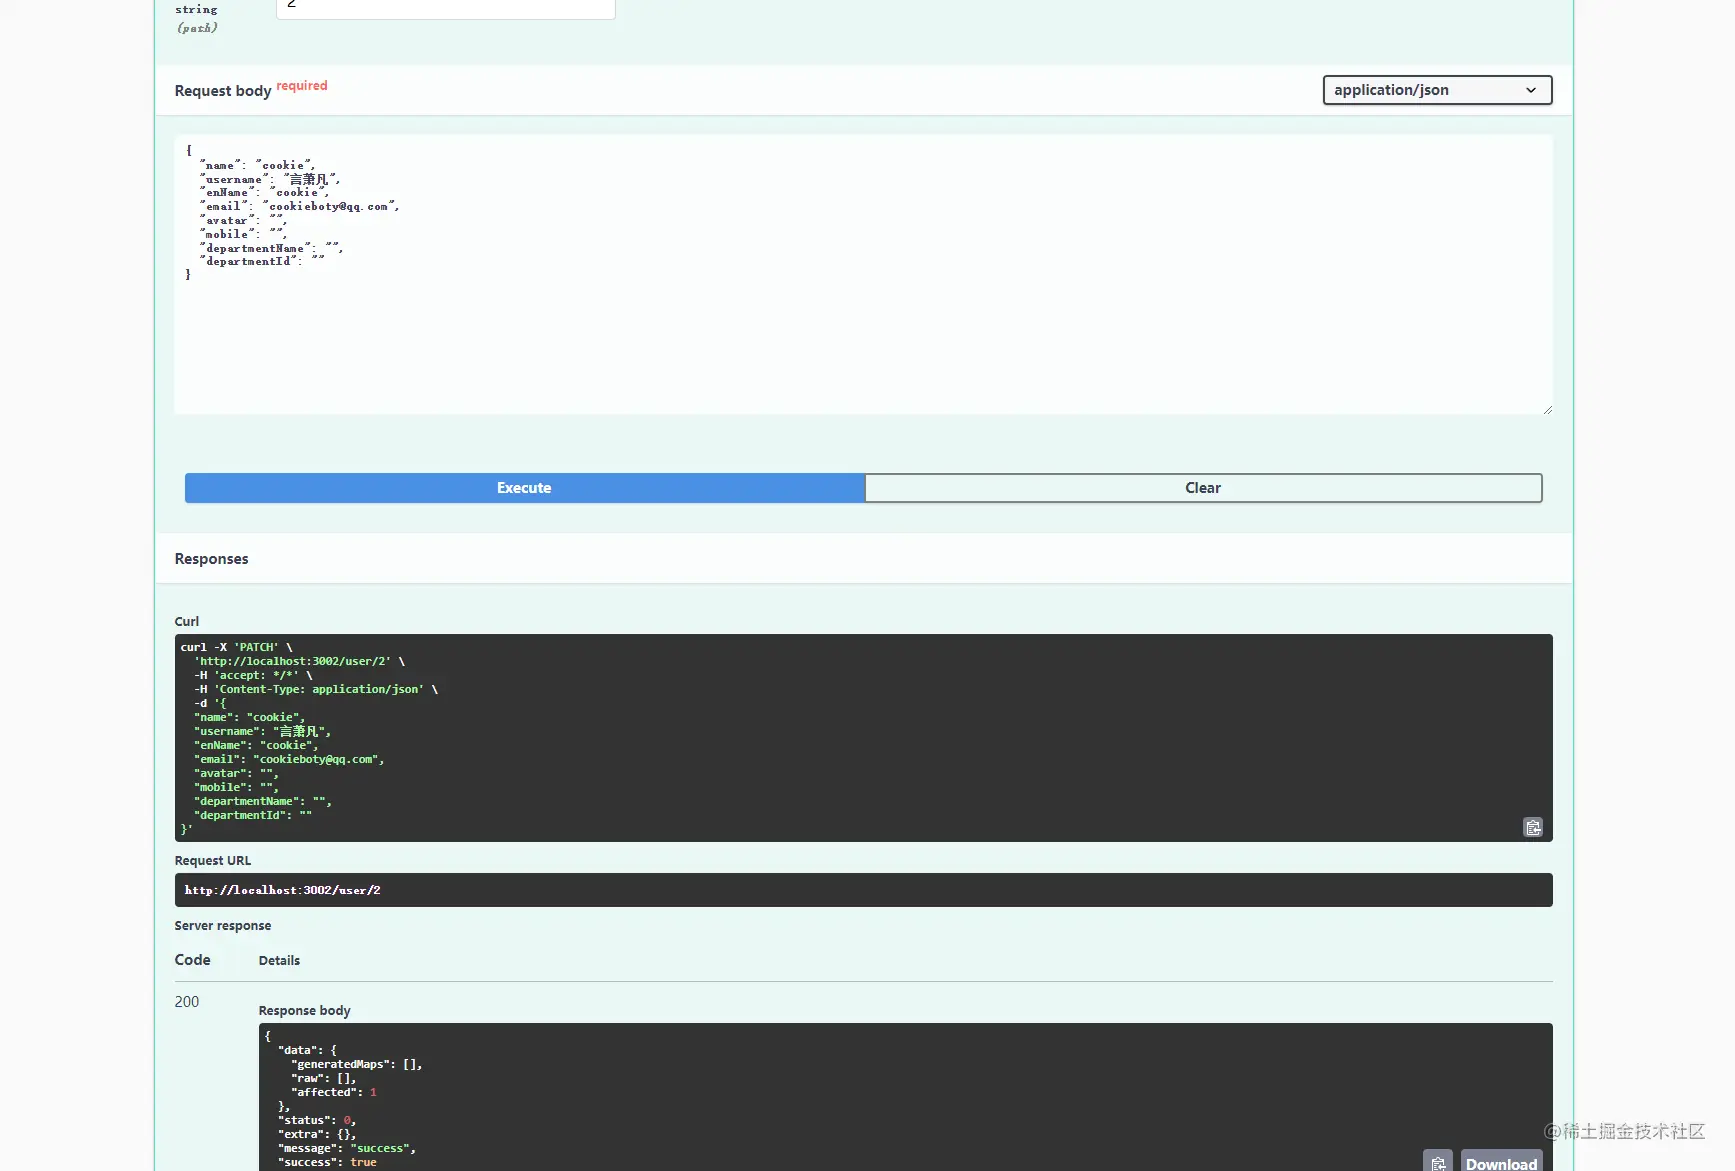 string
2
(path)
Request body required
application/json
{
"name": "cookie",
"username": "言萧凡",
"enName": "cookie",
"email": "cookieboty@qq.com",
"avatar": "",
"mobile": "",
"departmentName": "",
"departmentId": ""
}
Execute
Clear
Responses
Curl
curl -X 'PATCH' \
'http://localhost:3002/user/2' \
-H 'accept: */*' \
-H 'Content-Type: application/json' \
-d '{
"name": "cookie",
"username": "言萧凡",
"enName": "cookie",
"email": "cookieboty@qq.com",
"avatar": "",
"mobile": "",
"departmentName": "",
"departmentId": ""
}'
Request URL
http://localhost:3002/user/2
Server response
Code Details
200
Response body
{
"data": {
"generatedMaps": [],
"raw": [],
"affected": 1
},
"status": 0,
"extra": {},
"message": "success",
"success": true
Download
@稀土掘金技术社区